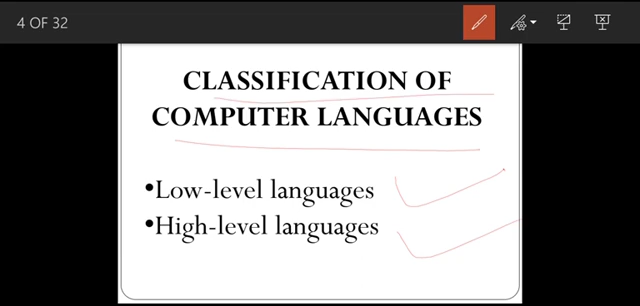 4 OF 32
CLASSIFICATION OF
COMPUTER LANGUAGES
•Low-level languages
•High-level languages